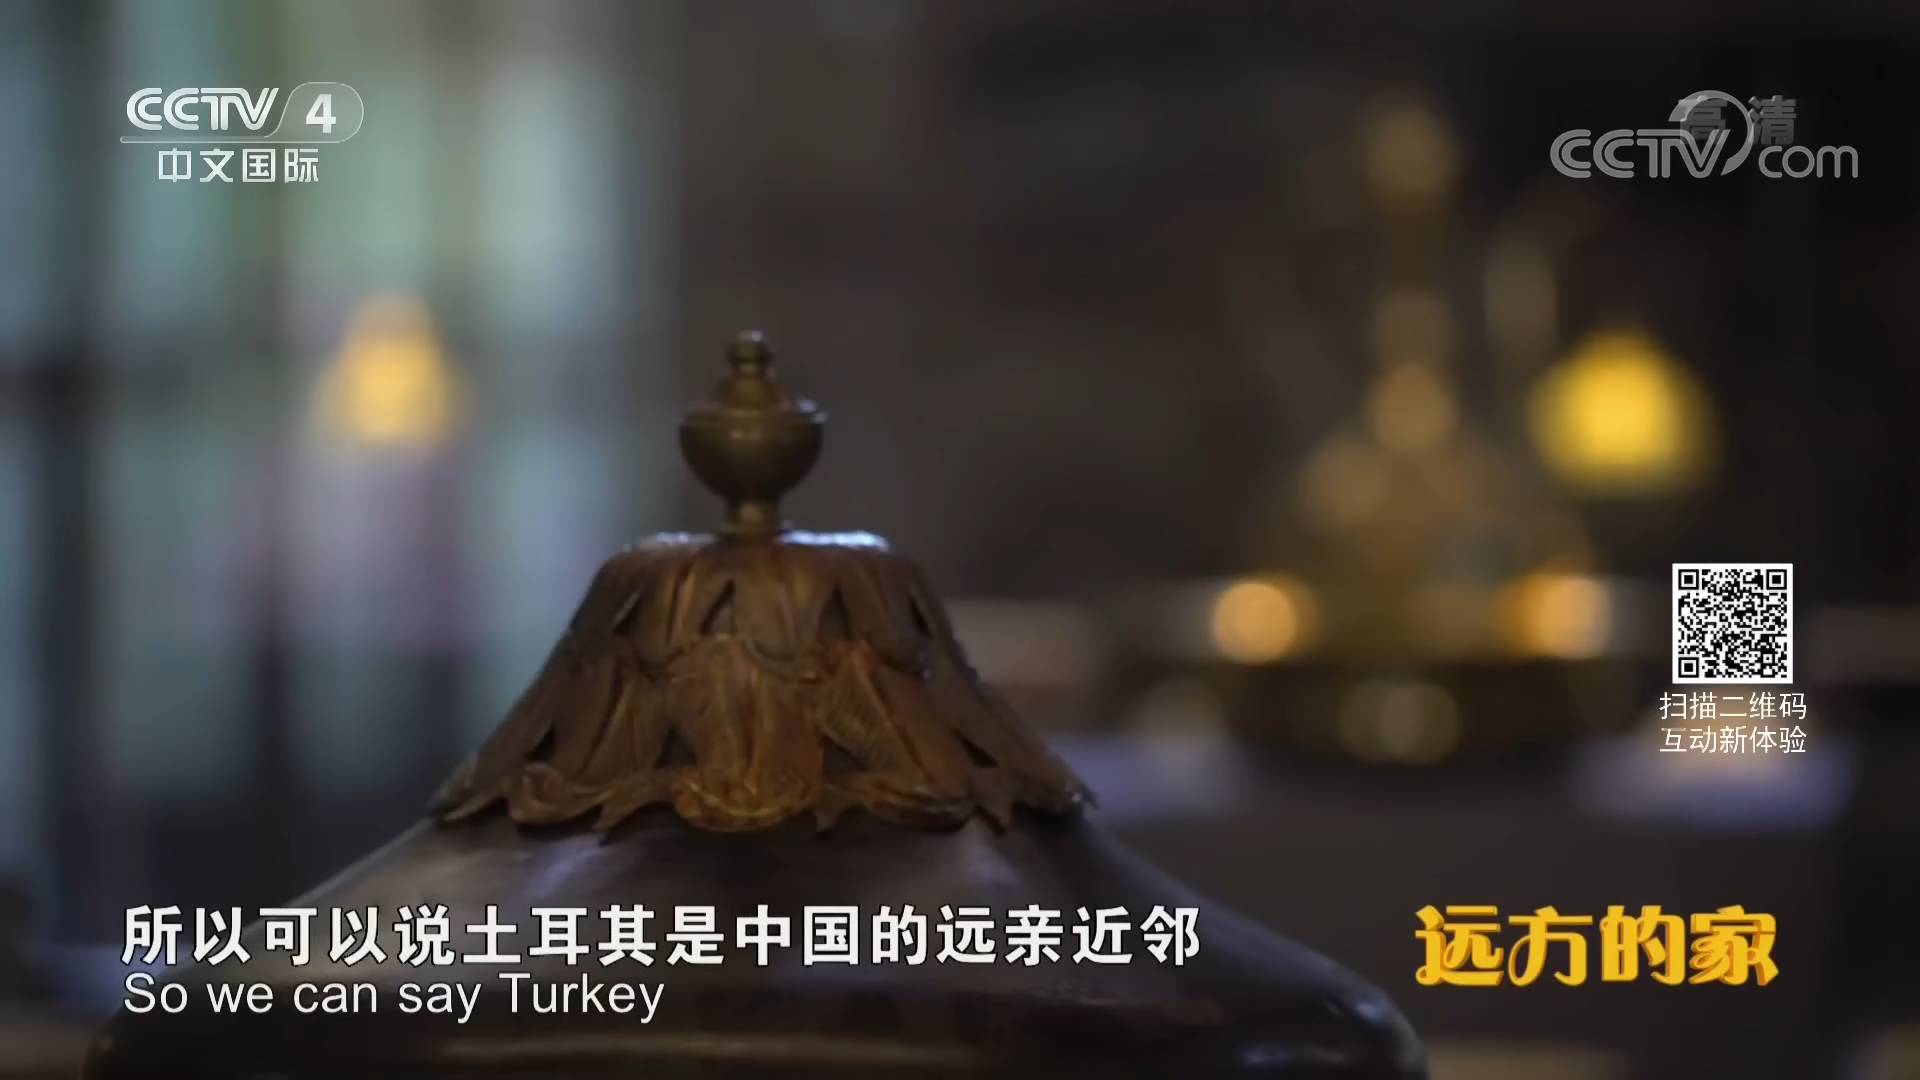 CCTV 4
中文国际
高清
CCTV.com
扫描二维码
互动新体验
所以可以说土耳其是中国的远亲近邻
So we can say Turkey
远方的家